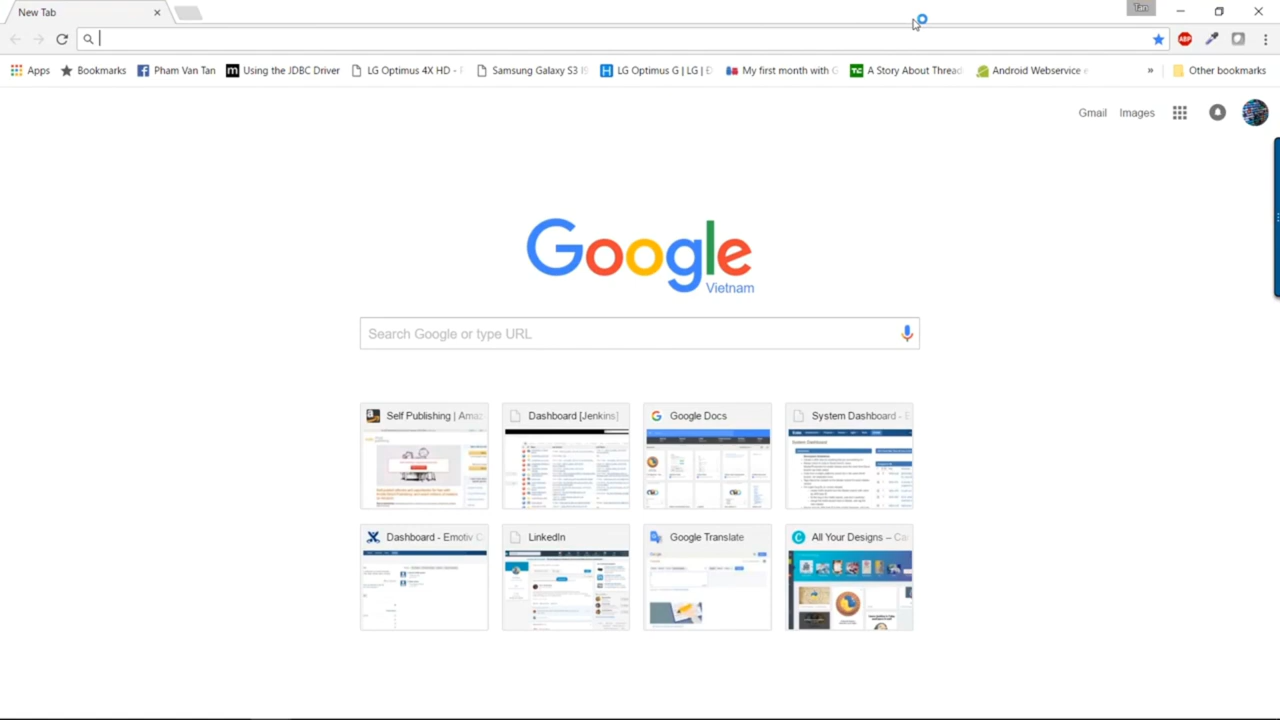 New Tab
Tan
ABP
Apps
Bookmarks
Pham Van Tan
Using the JDBC Driver
LG Optimus 4X HD -
Samsung Galaxy S3
LG Optimus G | LG |
My first month with
A Story About Thread
Android Webservice
»
Other bookmarks
Gmail
Images
Google
Vietnam
Search Google or type URL
Self Publishing | Ama
Dashboard [Jenkins]
Google Docs
System Dashboard -
Dashboard - Emotiv
LinkedIn
Google Translate
All Your Designs –